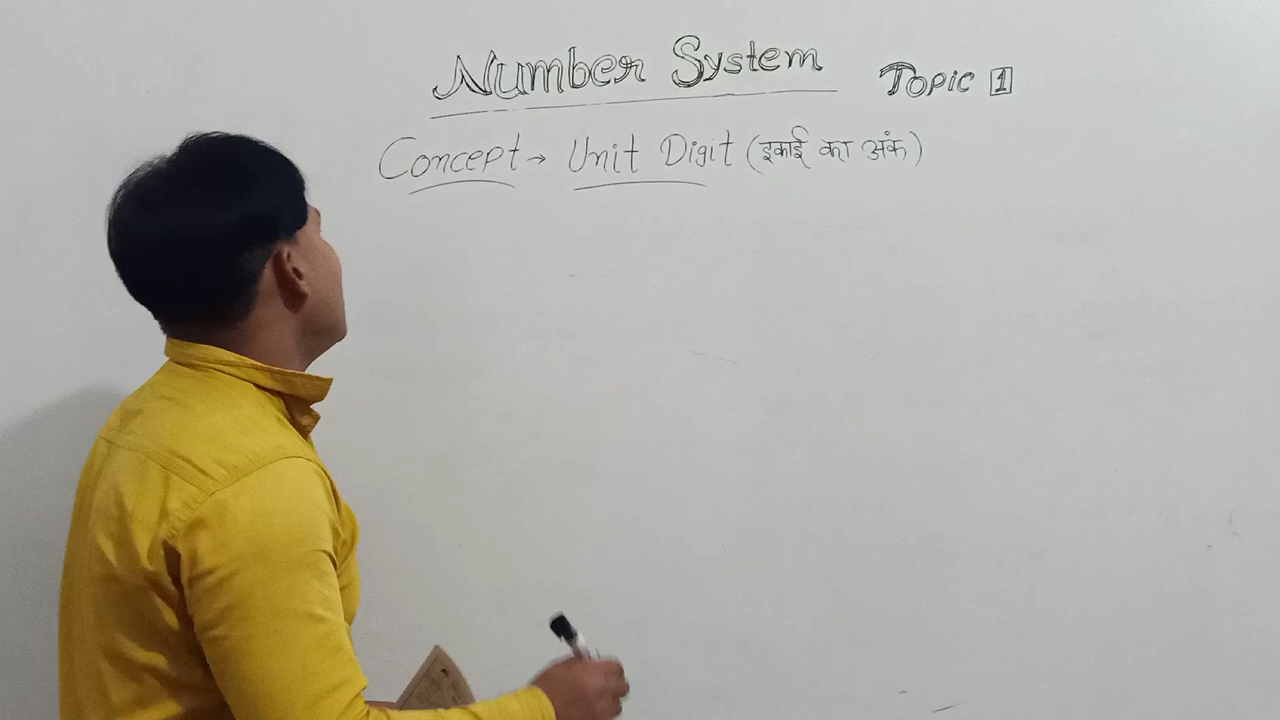 Number System Topic 1
Concept → Unit Digit (इकाई का अंक)